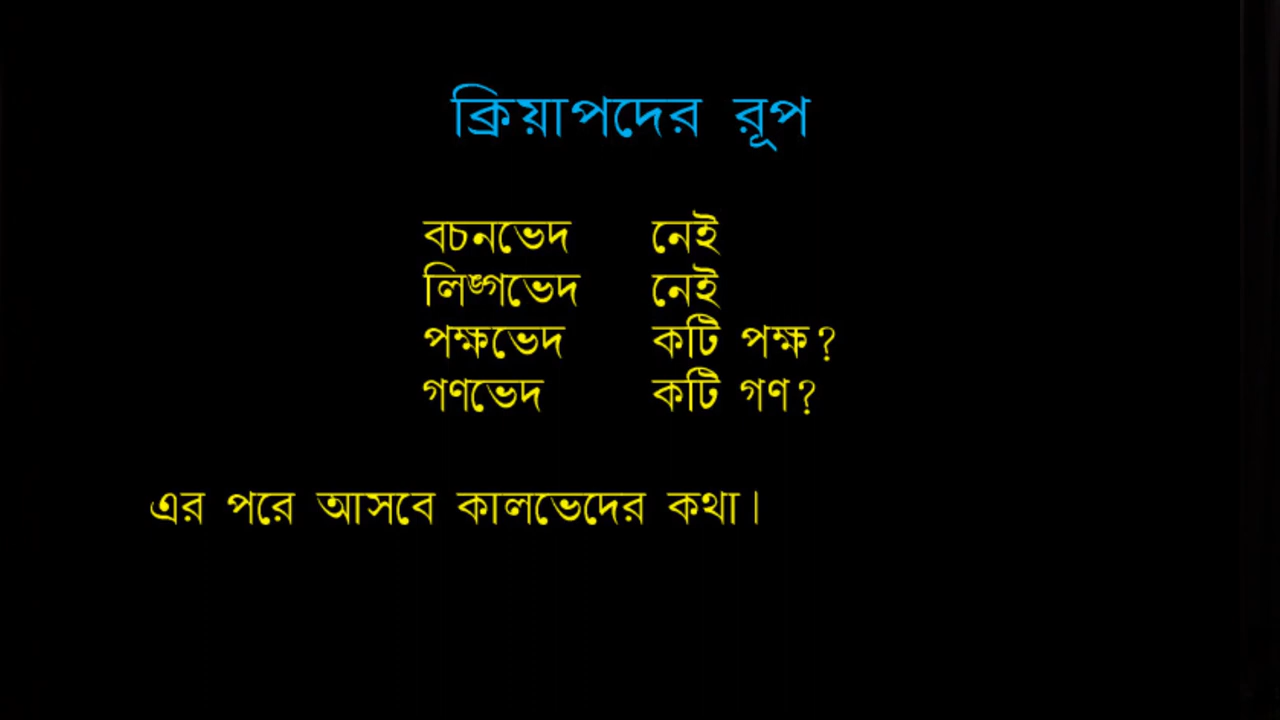 ক্রিয়াপদের রূপ
বচনভেদ নেই
লিঙ্গভেদ নেই
পক্ষভেদ কটি পক্ষ?
গণভেদ কটি গণ?
এর পরে আসবে কালভেদের কথা।